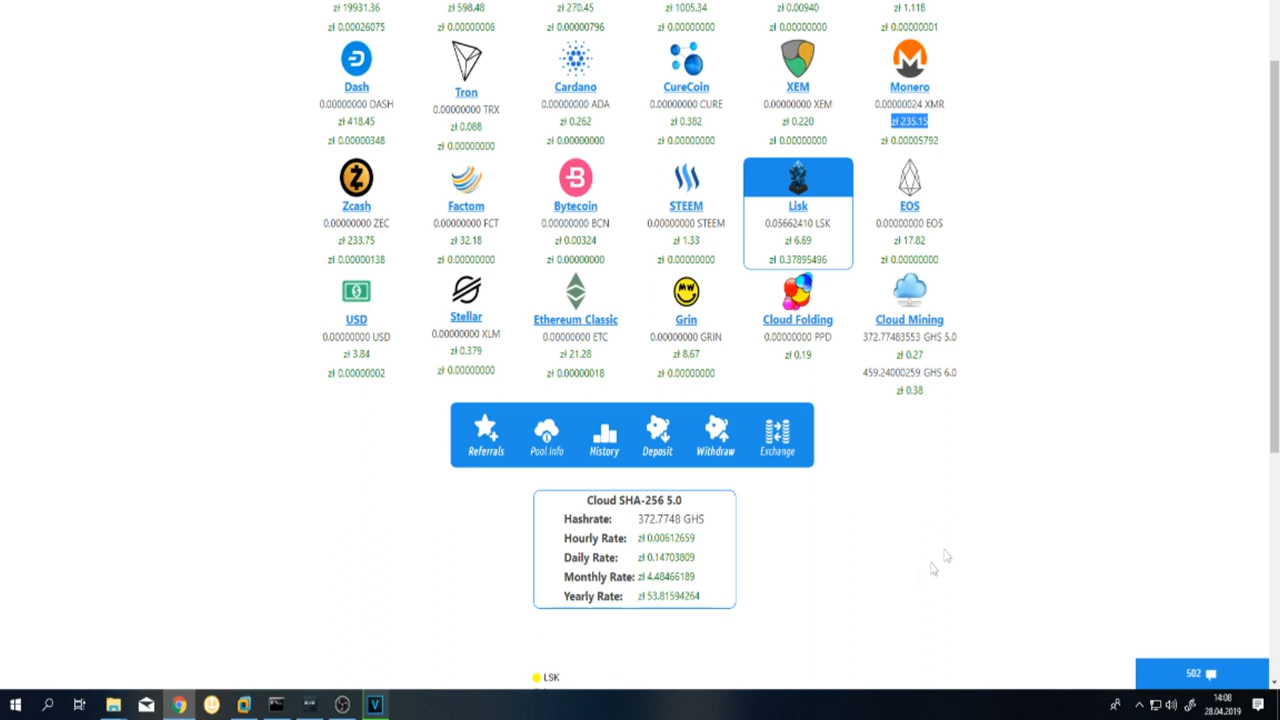 zł 19931.36 zł 598.48 zł 270.45 zł 1005.34 zł 0.00940 zł 1.118
zł 0.00026075 zł 0.00000006 zł 0.00000796 zł 0.00000000 zł 0.00000000 zł 0.00000001
Dash Tron Cardano CureCoin XEM Monero
0.00000000 DASH 0.00000000 TRX 0.00000000 ADA 0.00000000 CURE 0.00000000 XEM 0.00000024 XMR
zł 418.45 zł 0.088 zł 0.262 zł 0.382 zł 0.220 zł 235.15
zł 0.00000348 zł 0.00000000 zł 0.00000000 zł 0.00000000 zł 0.00000000 zł 0.00005792
Zcash Factom Bytecoin STEEM Lisk EOS
0.00000000 ZEC 0.00000000 FCT 0.00000000 BCN 0.00000000 STEEM 0.05662410 LSK 0.00000000 EOS
zł 233.75 zł 32.18 zł 0.00324 zł 1.33 zł 6.69 zł 17.82
zł 0.00000138 zł 0.00000000 zł 0.00000000 zł 0.00000000 zł 0.37895496 zł 0.00000000
USD Stellar Ethereum Classic Grin Cloud Folding Cloud Mining
0.00000000 USD 0.00000000 XLM 0.00000000 ETC 0.00000000 GRIN 0.00000000 PPD 372.77483553 GHS 5.0
zł 3.84 zł 0.379 zł 21.28 zł 8.67 zł 0.19 zł 0.27
zł 0.00000002 zł 0.00000000 zł 0.00000018 zł 0.00000000 459.24000259 GHS 6.0
zł 0.38
Referrals Pool Info History Deposit Withdraw Exchange
Cloud SHA-256 5.0
Hashrate: 372.7748 GHS
Hourly Rate: zł 0.00612659
Daily Rate: zł 0.14703809
Monthly Rate: zł 4.48466189
Yearly Rate: zł 53.81594264
502
LSK
14:08
28.04.2019